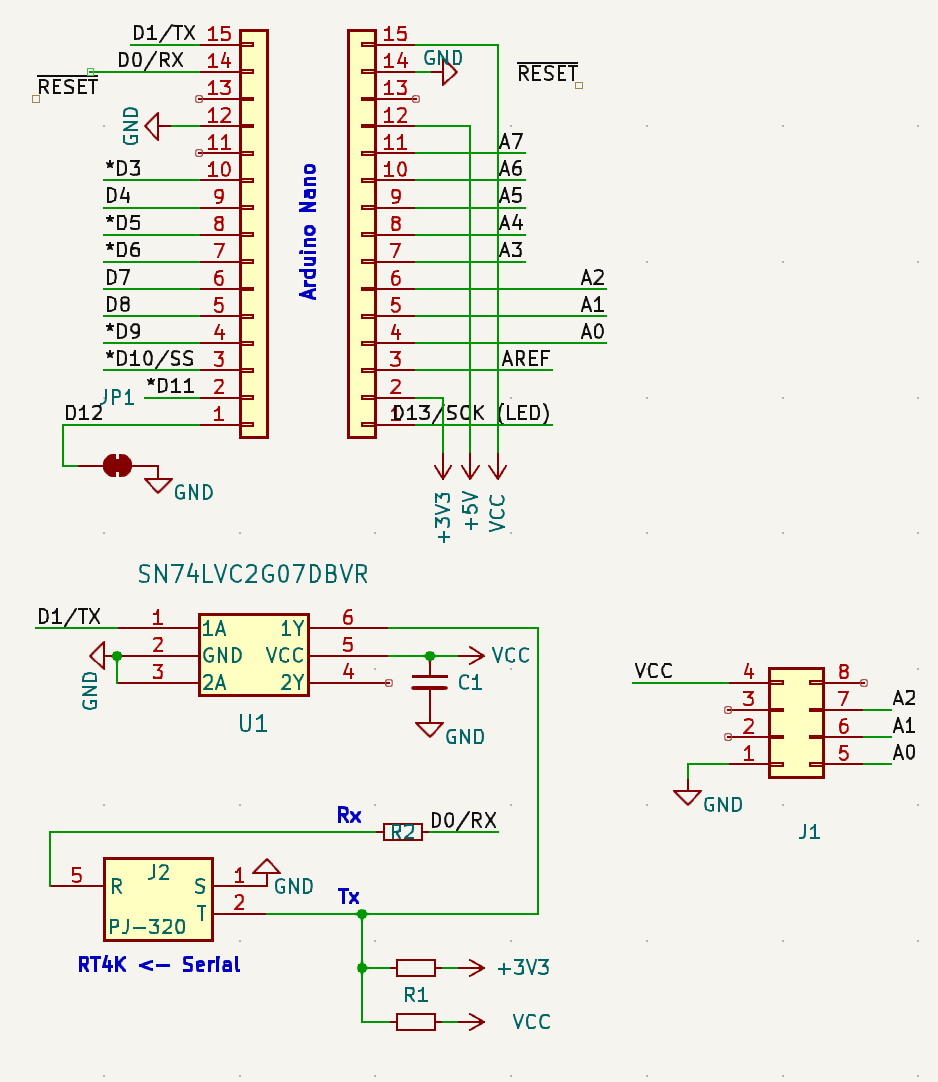 D1/TX 15
D0/RX 14
RESET
13
GND 12
11
*D3 10
D4 9
*D5 8
*D6 7
D7 6
D8 5
*D9 4
*D10/SS 3
JP1 *D11 2
D12 1
GND
Arduino Nano
15
14 GND
RESET
13
12
11 A7
10 A6
9 A5
8 A4
7 A3
6 A2
5 A1
4 A0
3 AREF
2
1 D13/SCK (LED)
+3V3
+5V
VCC
SN74LVC2G07DBVR
D1/TX 1 1A 1Y 6
2 GND VCC 5 VCC
GND 3 2A 2Y 4
C1
U1
GND
VCC 4 8
3 7 A2
2 6 A1
1 5 A0
GND
J1
Rx R2 D0/RX
5 R J2 S 1 GND
T 2 Tx
PJ-320
RT4K <- Serial
+3V3
R1
VCC